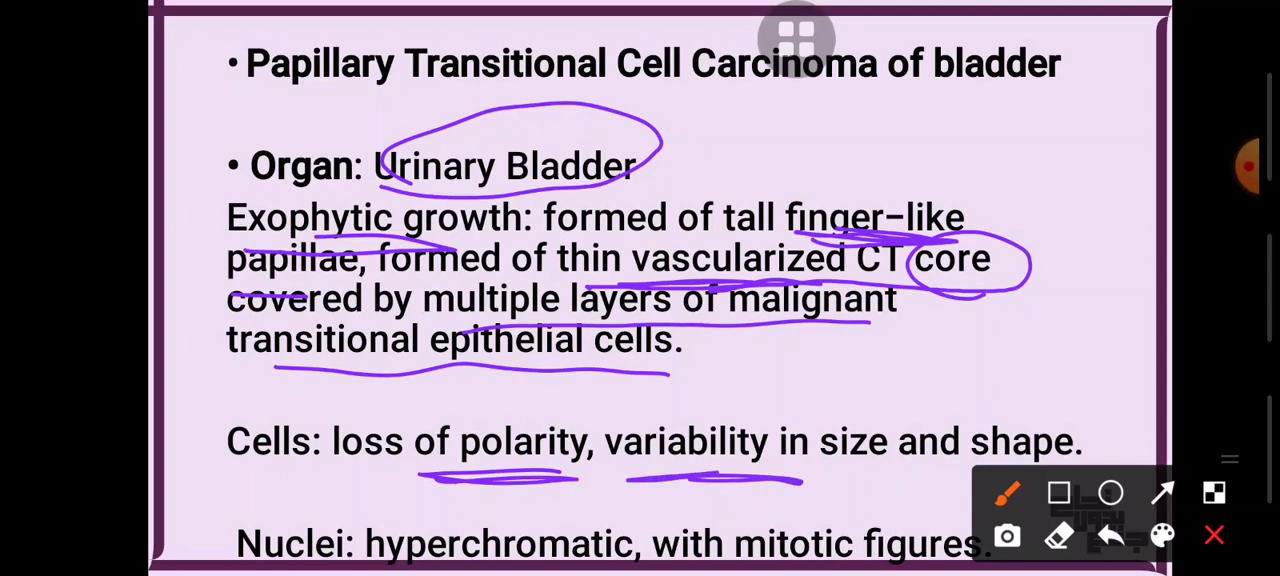 • Papillary Transitional Cell Carcinoma of bladder
• Organ: Urinary Bladder
Exophytic growth: formed of tall finger-like
papillae, formed of thin vascularized CT core
covered by multiple layers of malignant
transitional epithelial cells.
Cells: loss of polarity, variability in size and shape.
Nuclei: hyperchromatic, with mitotic figures.